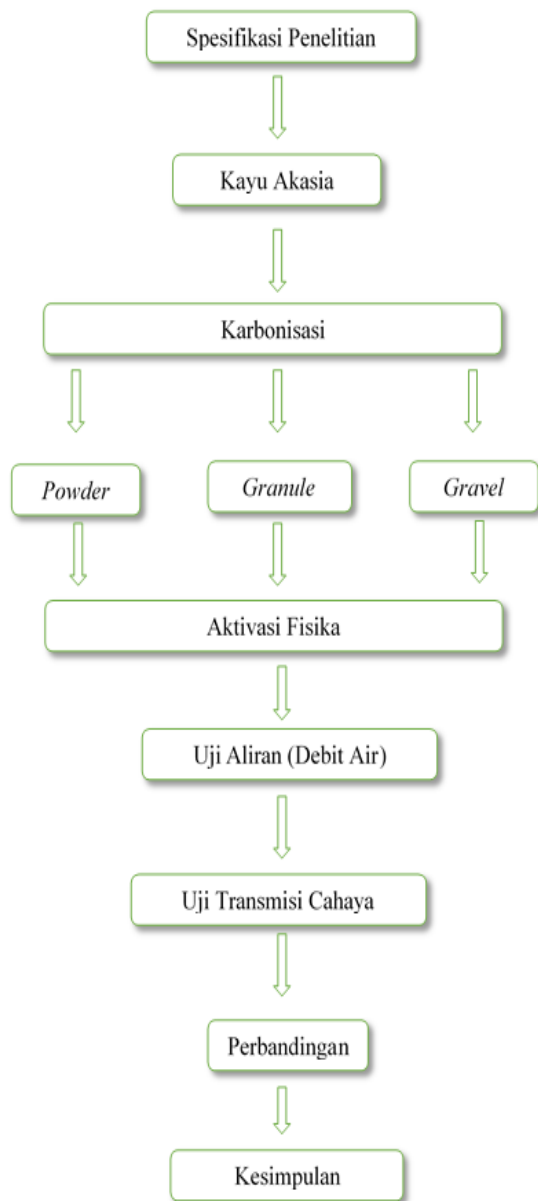 Spesifikasi Penelitian
Kayu Akasia
Karbonisasi
Powder
Granule
Gravel
Aktivasi Fisika
Uji Aliran (Debit Air)
Uji Transmisi Cahaya
Perbandingan
Kesimpulan